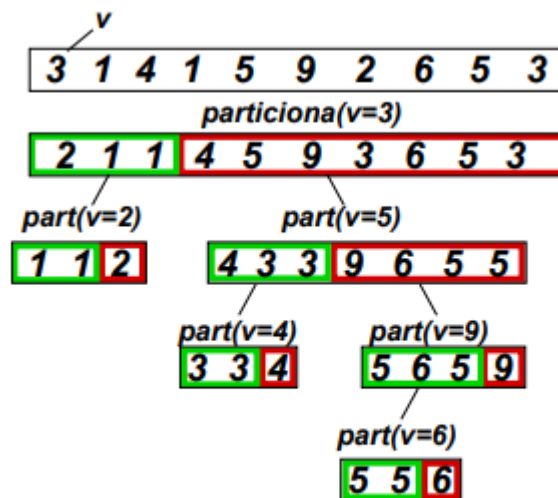 v
3 1 4 1 5 9 2 6 5 3
particiona(v=3)
2 1 1 4 5 9 3 6 5 3
part(v=2) part(v=5)
1 1 2 4 3 3 9 6 5 5
part(v=4) part(v=9)
3 3 4 5 6 5 9
part(v=6)
5 5 6